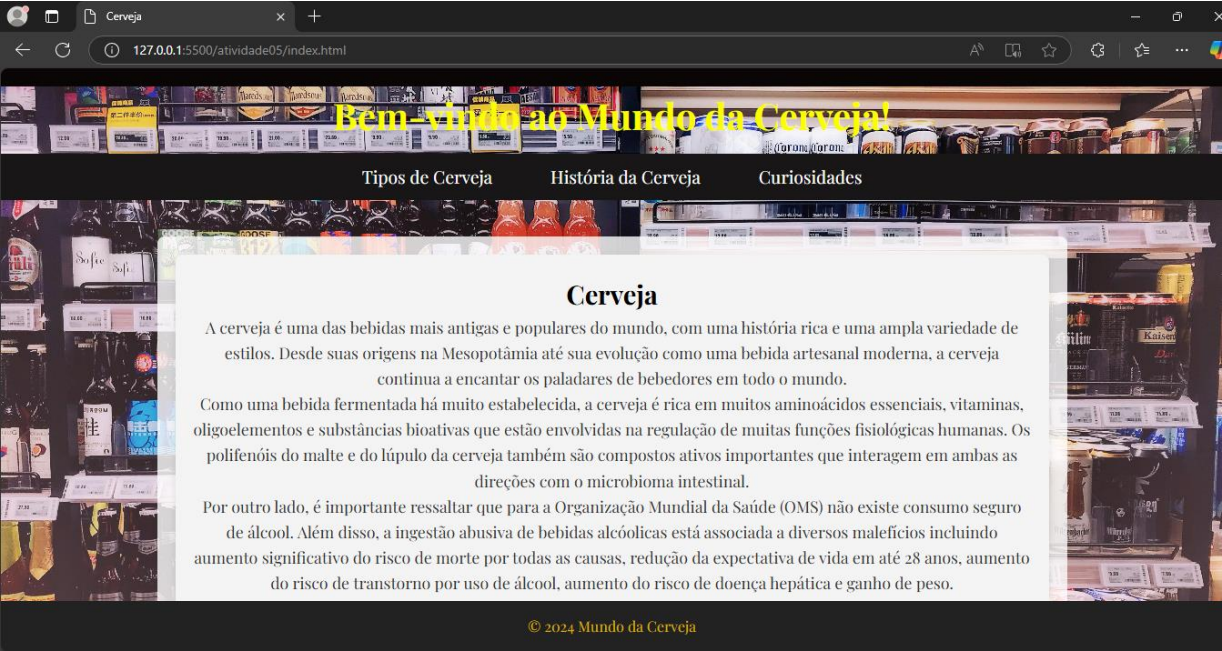 Cerveja
127.0.0.1:5500/atividade05/index.html
Bem-vindo ao Mundo da Cerveja!
Corona Corona
Tipos de Cerveja História da Cerveja Curiosidades
GOOSE
312
Sofie Sofi
Kaiser
Cerveja
A cerveja é uma das bebidas mais antigas e populares do mundo, com uma história rica e uma ampla variedade de
estilos. Desde suas origens na Mesopotâmia até sua evolução como uma bebida artesanal moderna, a cerveja
continua a encantar os paladares de bebedores em todo o mundo.
Como uma bebida fermentada há muito estabelecida, a cerveja é rica em muitos aminoácidos essenciais, vitaminas,
oligoelementos e substâncias bioativas que estão envolvidas na regulação de muitas funções fisiológicas humanas. Os
polifenóis do malte e do lúpulo da cerveja também são compostos ativos importantes que interagem em ambas as
direções com o microbioma intestinal.
Por outro lado, é importante ressaltar que para a Organização Mundial da Saúde (OMS) não existe consumo seguro
de álcool. Além disso, a ingestão abusiva de bebidas alcóolicas está associada a diversos malefícios incluindo
aumento significativo do risco de morte por todas as causas, redução da expectativa de vida em até 28 anos, aumento
do risco de transtorno por uso de álcool, aumento do risco de doença hepática e ganho de peso.
© 2024 Mundo da Cerveja